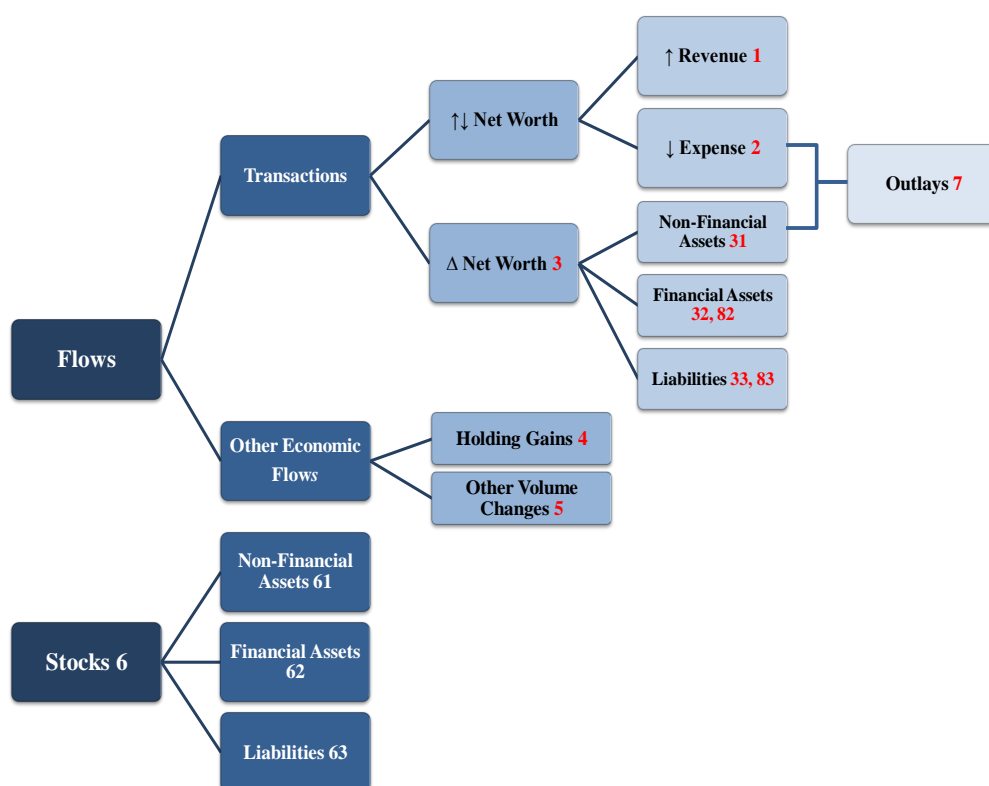 ↑ Revenue 1
↑↓ Net Worth
↓ Expense 2
Transactions
Outlays 7
Non-Financial
Assets 31
Δ Net Worth 3
Financial Assets
32, 82
Flows
Liabilities 33, 83
Other Economic
Flows
Holding Gains 4
Other Volume
Changes 5
Non-Financial
Assets 61
Stocks 6
Financial Assets
62
Liabilities 63